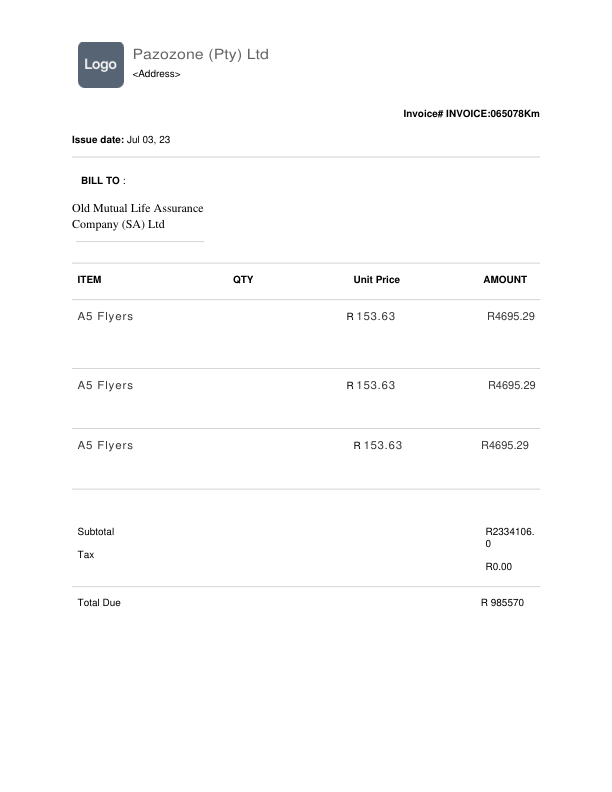 Logo
Pazozone (Pty) Ltd
<Address>
Invoice# INVOICE:065078Km
Issue date: Jul 03, 23
BILL TO :
Old Mutual Life Assurance
Company (SA) Ltd
ITEM QTY Unit Price AMOUNT
A5 Flyers R 153.63 R4695.29
A5 Flyers R 153.63 R4695.29
A5 Flyers R 153.63 R4695.29
Subtotal R2334106.
0
Tax
R0.00
Total Due R 985570